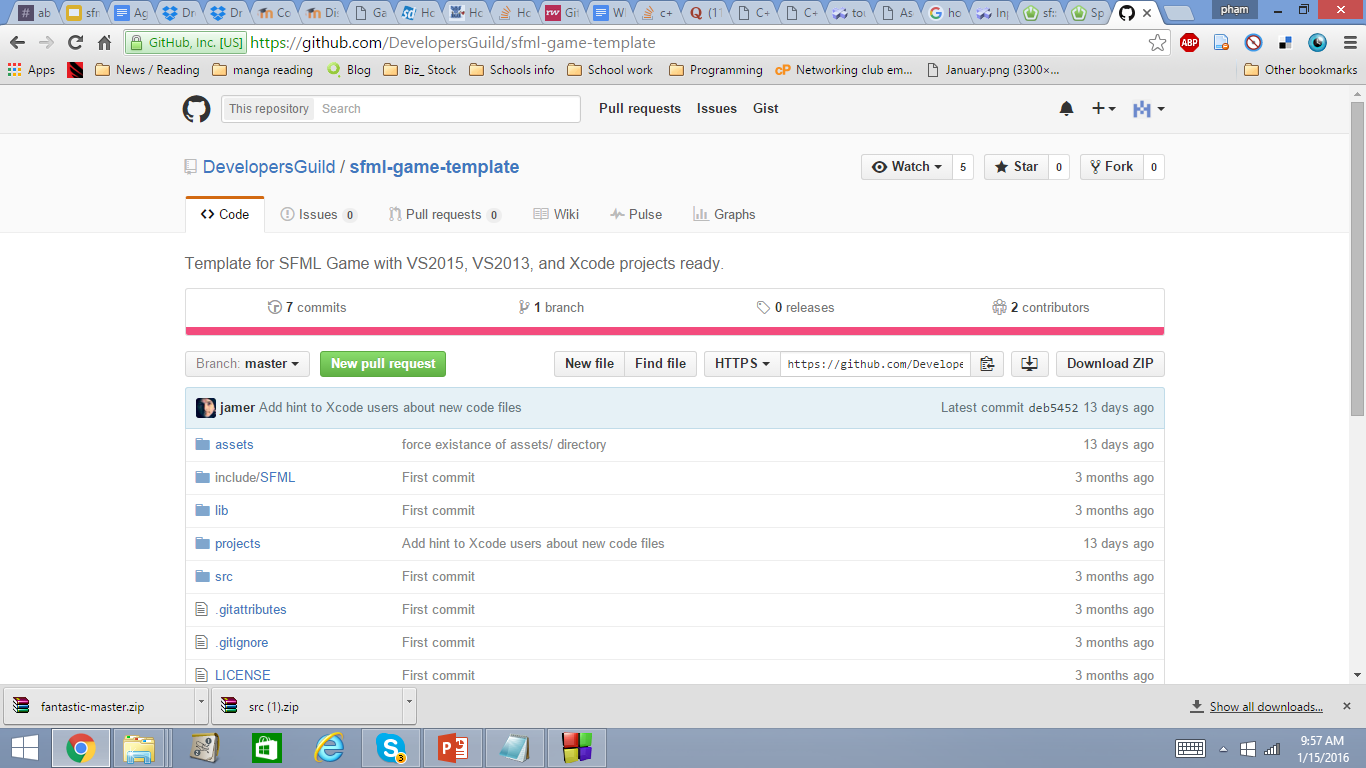 ab sfr Ag Dr Dr Co Dis Ga Ho Ho Ho Git W c+ (1) C+ C+ tou As ho Inp sf: Sp pham
GitHub, Inc. [US] https://github.com/DevelopersGuild/sfml-game-template ABP
Apps News / Reading manga reading Blog Biz_ Stock Schools info School work Programming cP Networking club em... January.png (3300×... Other bookmarks
This repository Search Pull requests Issues Gist
DevelopersGuild / sfml-game-template Watch 5 Star 0 Fork 0
Code Issues 0 Pull requests 0 Wiki Pulse Graphs
Template for SFML Game with VS2015, VS2013, and Xcode projects ready.
7 commits 1 branch 0 releases 2 contributors
Branch: master New pull request New file Find file HTTPS https://github.com/Develope Download ZIP
jamer Add hint to Xcode users about new code files Latest commit deb5452 13 days ago
assets force existance of assets/ directory 13 days ago
include/SFML First commit 3 months ago
lib First commit 3 months ago
projects Add hint to Xcode users about new code files 13 days ago
src First commit 3 months ago
.gitattributes First commit 3 months ago
.gitignore First commit 3 months ago
LICENSE First commit 3 months ago
fantastic-master.zip src (1).zip Show all downloads...
9:57 AM
1/15/2016